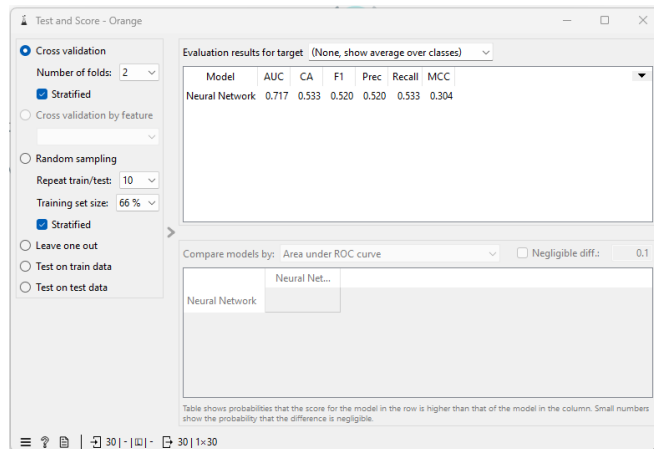 Test and Score - Orange
Cross validation
Number of folds: 2
Stratified
Cross validation by feature
Random sampling
Repeat train/test: 10
Training set size: 66 %
Stratified
Leave one out
Test on train data
Test on test data
Evaluation results for target (None, show average over classes)
Model AUC CA F1 Prec Recall MCC
Neural Network 0.717 0.533 0.520 0.520 0.533 0.304
Compare models by: Area under ROC curve Negligible diff.: 0.1
Neural Net...
Neural Network
Table shows probabilities that the score for the model in the row is higher than that of the model in the column. Small numbers
show the probability that the difference is negligible.
30 | - | - 30 | 1×30